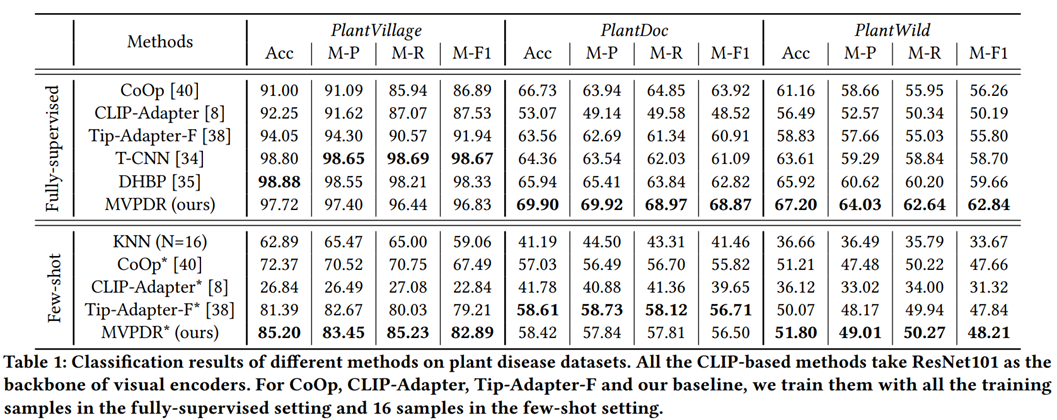 Methods PlantVillage PlantDoc PlantWild
Acc M-P M-R M-F1 Acc M-P M-R M-F1 Acc M-P M-R M-F1
Fully-supervised
CoOp [40] 91.00 91.09 85.94 86.89 66.73 63.94 64.85 63.92 61.16 58.66 55.95 56.26
CLIP-Adapter [8] 92.25 91.62 87.07 87.53 53.07 49.14 49.58 48.52 56.49 52.57 50.34 50.19
Tip-Adapter-F [38] 94.05 94.30 90.57 91.94 63.56 62.69 61.34 60.91 58.83 57.66 55.03 55.80
T-CNN [34] 98.80 98.65 98.69 98.67 64.36 63.54 62.03 61.09 63.61 59.29 58.84 58.70
DHBP [35] 98.88 98.55 98.21 98.33 65.94 65.41 63.84 62.82 65.92 60.62 60.20 59.66
MVPDR (ours) 97.72 97.40 96.44 96.83 69.90 69.92 68.97 68.87 67.20 64.03 62.64 62.84
Few-shot
KNN (N=16) 62.89 65.47 65.00 59.06 41.19 44.50 43.31 41.46 36.66 36.49 35.79 33.67
CoOp* [40] 72.37 70.52 70.75 67.49 57.03 56.49 56.70 55.82 51.21 47.48 50.22 47.66
CLIP-Adapter* [8] 26.84 26.49 27.08 22.84 41.78 40.88 41.36 39.65 36.12 33.02 34.00 31.32
Tip-Adapter-F* [38] 81.39 82.67 80.03 79.21 58.61 58.73 58.12 56.71 50.07 48.17 49.94 47.84
MVPDR* (ours) 85.20 83.45 85.23 82.89 58.42 57.84 57.81 56.50 51.80 49.01 50.27 48.21
Table 1: Classification results of different methods on plant disease datasets. All the CLIP-based methods take ResNet101 as the
backbone of visual encoders. For CoOp, CLIP-Adapter, Tip-Adapter-F and our baseline, we train them with all the training
samples in the fully-supervised setting and 16 samples in the few-shot setting.